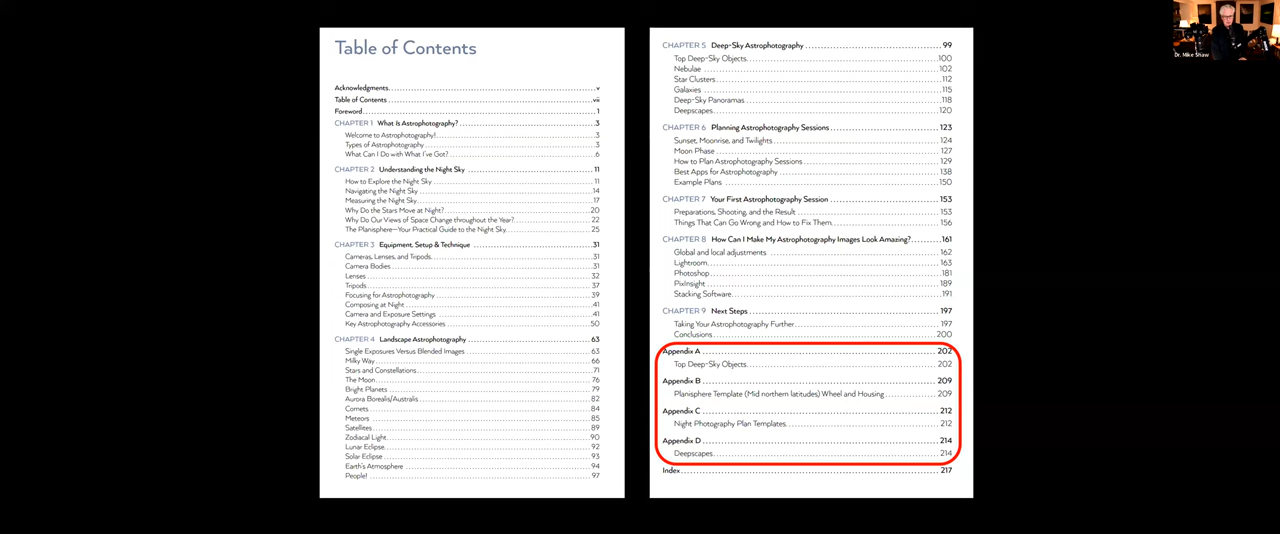 Table of Contents
Acknowledgments v
Table of Contents vii
Foreword 1
CHAPTER 1 What Is Astrophotography? 3
Welcome to Astrophotography! 3
Types of Astrophotography 3
What Can I Do with What I've Got? 6
CHAPTER 2 Understanding the Night Sky 11
How to Explore the Night Sky 11
Navigating the Night Sky 14
Measuring the Night Sky 17
Why Do the Stars Move at Night? 20
Why Do Our Views of Space Change throughout the Year? 22
The Planisphere—Your Practical Guide to the Night Sky 25
CHAPTER 3 Equipment, Setup & Technique 31
Cameras, Lenses, and Tripods 31
Camera Bodies 31
Lenses 32
Tripods 37
Focusing for Astrophotography 39
Composing at Night 41
Camera and Exposure Settings 41
Key Astrophotography Accessories 50
CHAPTER 4 Landscape Astrophotography 63
Single Exposures Versus Blended Images 63
Milky Way 66
Stars and Constellations 71
The Moon 76
Bright Planets 79
Aurora Borealis/Australis 82
Comets 84
Meteors 85
Satellites 89
Zodiacal Light 90
Lunar Eclipse 92
Solar Eclipse 93
Earth's Atmosphere 94
People! 97
CHAPTER 5 Deep-Sky Astrophotography 99
Top Deep-Sky Objects 100
Nebulae 102
Star Clusters 112
Galaxies 115
Deep-Sky Panoramas 118
Deepscapes 120
CHAPTER 6 Planning Astrophotography Sessions 123
Sunset, Moonrise, and Twilights 124
Moon Phase 127
How to Plan Astrophotography Sessions 129
Best Apps for Astrophotography 138
Example Plans 150
CHAPTER 7 Your First Astrophotography Session 153
Preparations, Shooting, and the Result 153
Things That Can Go Wrong and How to Fix Them 156
CHAPTER 8 How Can I Make My Astrophotography Images Look Amazing? 161
Global and local adjustments 162
Lightroom 163
Photoshop 181
PixInsight 189
Stacking Software 191
CHAPTER 9 Next Steps 197
Taking Your Astrophotography Further 197
Conclusions 200
Appendix A 202
Top Deep-Sky Objects 202
Appendix B 209
Planisphere Template (Mid northern latitudes) Wheel and Housing 209
Appendix C 212
Night Photography Plan Templates 212
Appendix D 214
Deepscapes 214
Index 217
Dr. Mike Shaw